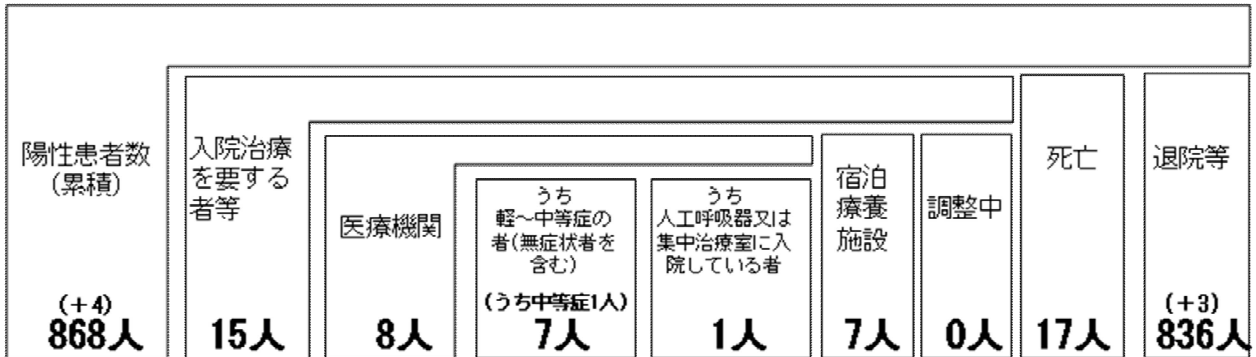 陽性患者数
(累積)
(+4)
868人
入院治療
を要する
者等
15人
医療機関
8人
うち
軽~中等症の
者(無症状者を
含む)
(うち中等症1人)
7人
うち
人工呼吸器又は
集中治療室に入
院している者
1人
宿泊
療養
施設
7人
調整中
0人
死亡
17人
退院等
(+3)
836人